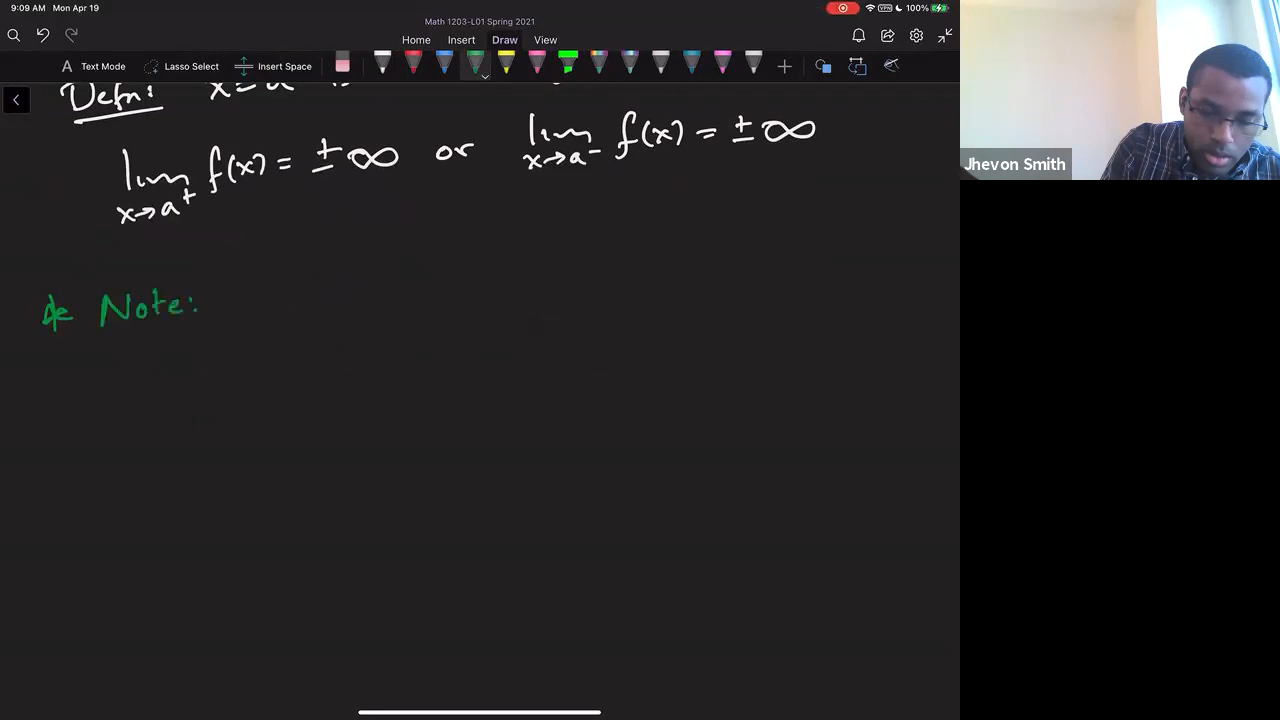 9:09 AM Mon Apr 19
100%
Math 1203-L01 Spring 2021
Home Insert Draw View
A Text Mode Lasso Select Insert Space
Defn: x = a is
lim f(x) = ± ∞ or lim f(x) = ± ∞
x→a⁺ x→a⁻
* Note:
Jhevon Smith